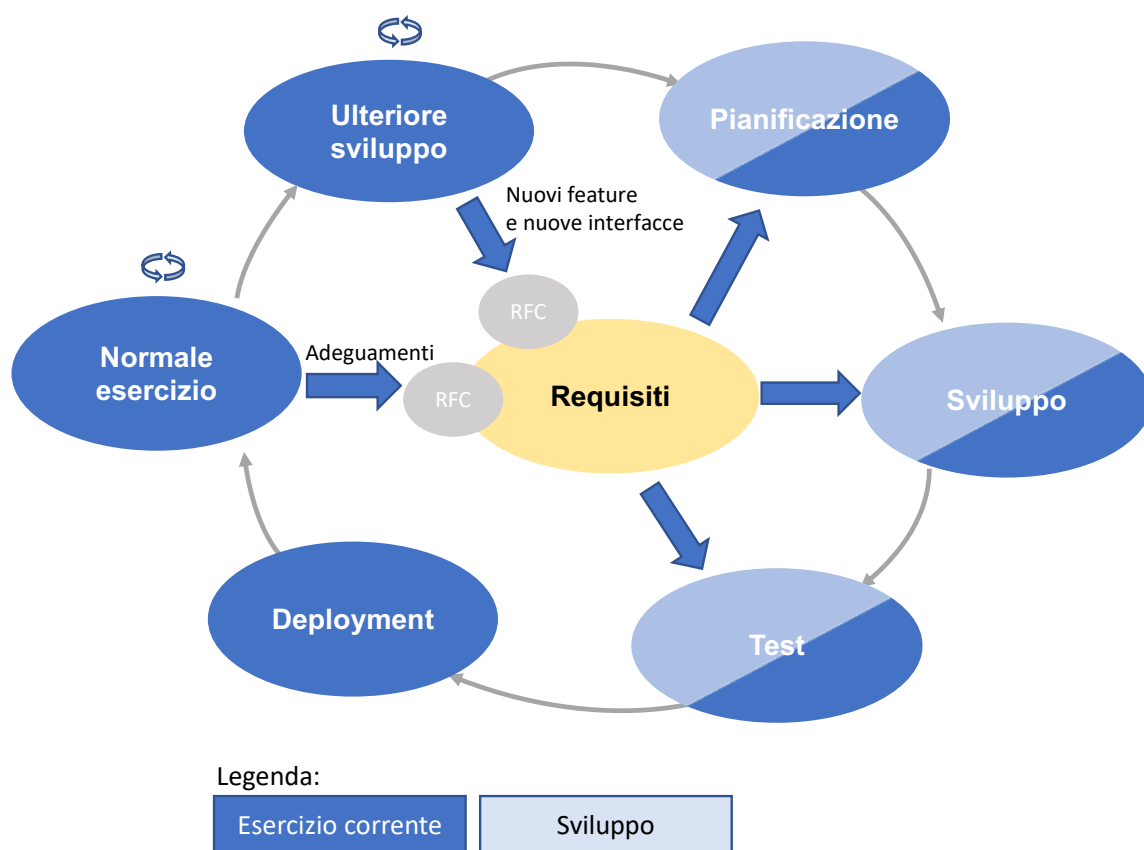 Ulteriore
sviluppo
Pianificazione
Nuovi feature
e nuove interfacce
Normale
esercizio
Adeguamenti
RFC
RFC
Requisiti
Sviluppo
Deployment
Test
Legenda:
Esercizio corrente
Sviluppo